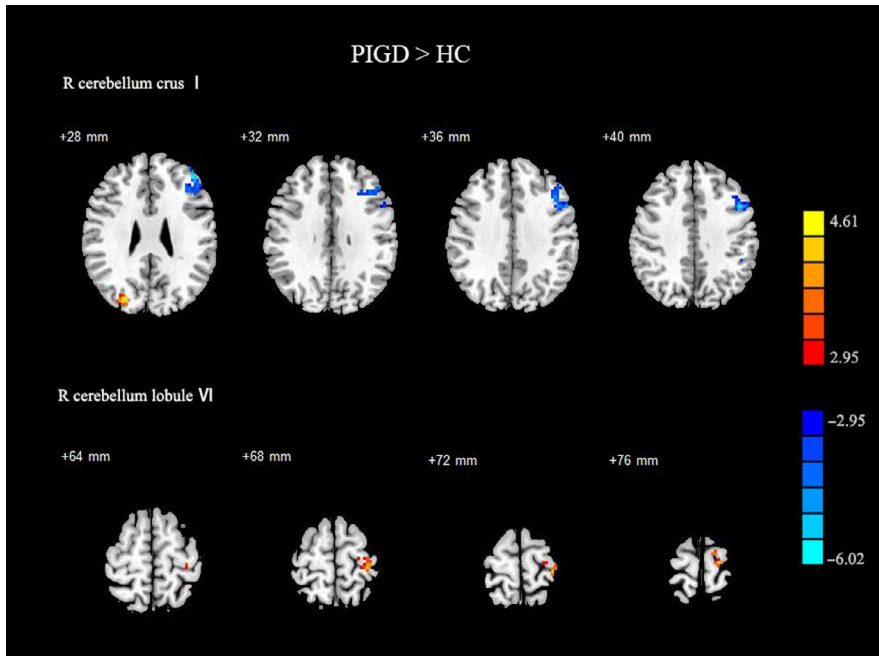 PIGD > HC
R cerebellum crus Ⅰ
+28 mm
+32 mm
+36 mm
+40 mm
4.61
2.95
R cerebellum lobule Ⅵ
−2.95
+64 mm
+68 mm
+72 mm
+76 mm
−6.02